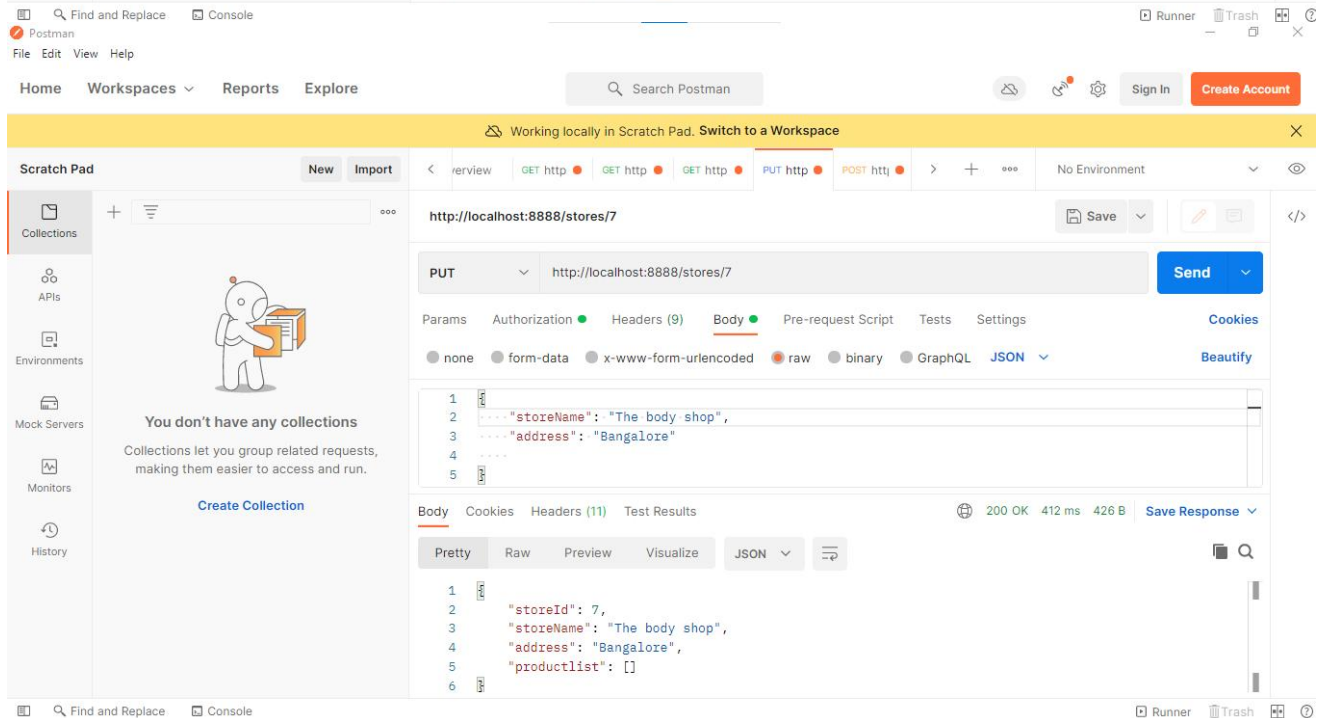 Find and Replace Console Runner Trash
Postman
File Edit View Help
Home Workspaces Reports Explore Search Postman Sign In Create Account
Working locally in Scratch Pad. Switch to a Workspace
Scratch Pad New Import verview GET http GET http GET http PUT http POST http No Environment
http://localhost:8888/stores/7 Save
Collections
PUT http://localhost:8888/stores/7 Send
APIs
Params Authorization Headers (9) Body Pre-request Script Tests Settings Cookies
Environments
none form-data x-www-form-urlencoded raw binary GraphQL JSON Beautify
1 {
2 "storeName": "The body shop",
3 "address": "Bangalore"
4
5 }
Mock Servers
You don't have any collections
Collections let you group related requests,
making them easier to access and run.
Monitors
Create Collection
Body Cookies Headers (11) Test Results 200 OK 412 ms 426 B Save Response
History
Pretty Raw Preview Visualize JSON
1 {
2 "storeId": 7,
3 "storeName": "The body shop",
4 "address": "Bangalore",
5 "productlist": []
6 }
Find and Replace Console Runner Trash